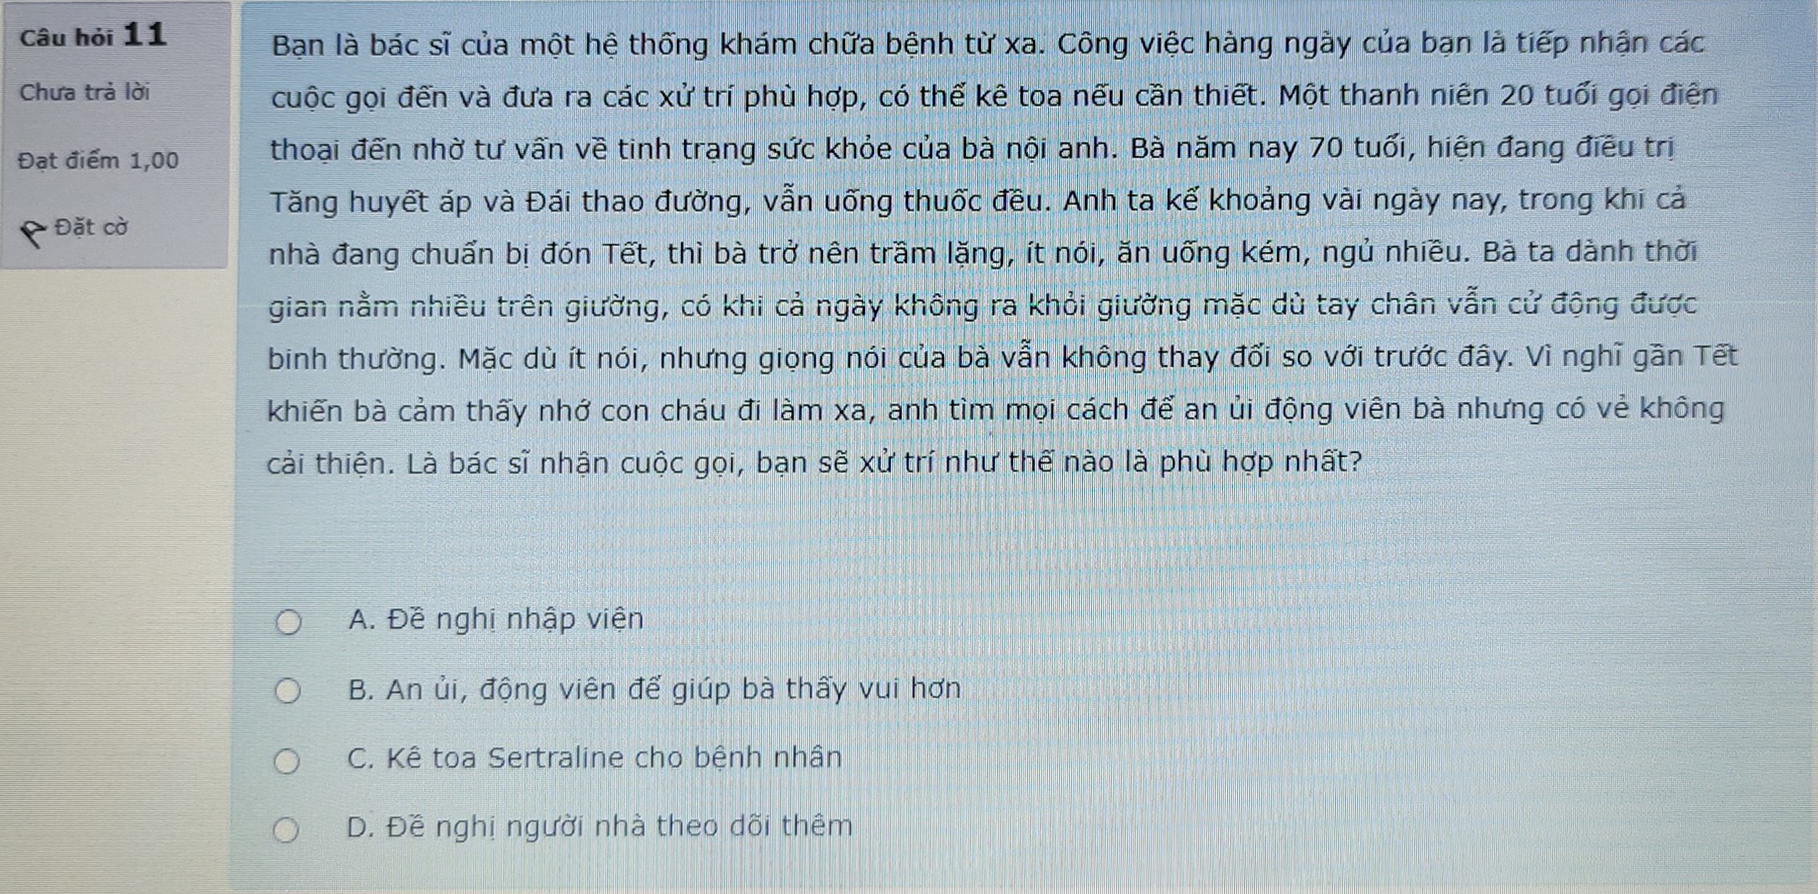 Câu hỏi 11
Chưa trả lời
Đạt điểm 1,00
Đặt cờ
Bạn là bác sĩ của một hệ thống khám chữa bệnh từ xa. Công việc hàng ngày của bạn là tiếp nhận các
cuộc gọi đến và đưa ra các xử trí phù hợp, có thể kê toa nếu cần thiết. Một thanh niên 20 tuổi gọi điện
thoại đến nhờ tư vấn về tình trạng sức khỏe của bà nội anh. Bà năm nay 70 tuổi, hiện đang điều trị
Tăng huyết áp và Đái tháo đường, vẫn uống thuốc đều. Anh ta kể khoảng vài ngày nay, trong khi cả
nhà đang chuẩn bị đón Tết, thì bà trở nên trầm lặng, ít nói, ăn uống kém, ngủ nhiều. Bà ta dành thời
gian nằm nhiều trên giường, có khi cả ngày không ra khỏi giường mặc dù tay chân vẫn cử động được
bình thường. Mặc dù ít nói, nhưng giọng nói của bà vẫn không thay đổi so với trước đây. Vì nghĩ gần Tết
khiến bà cảm thấy nhớ con cháu đi làm xa, anh tìm mọi cách để an ủi động viên bà nhưng có vẻ không
cải thiện. Là bác sĩ nhận cuộc gọi, bạn sẽ xử trí như thế nào là phù hợp nhất?
A. Đề nghị nhập viện
B. An ủi, động viên để giúp bà thấy vui hơn
C. Kê toa Sertraline cho bệnh nhân
D. Đề nghị người nhà theo dõi thêm